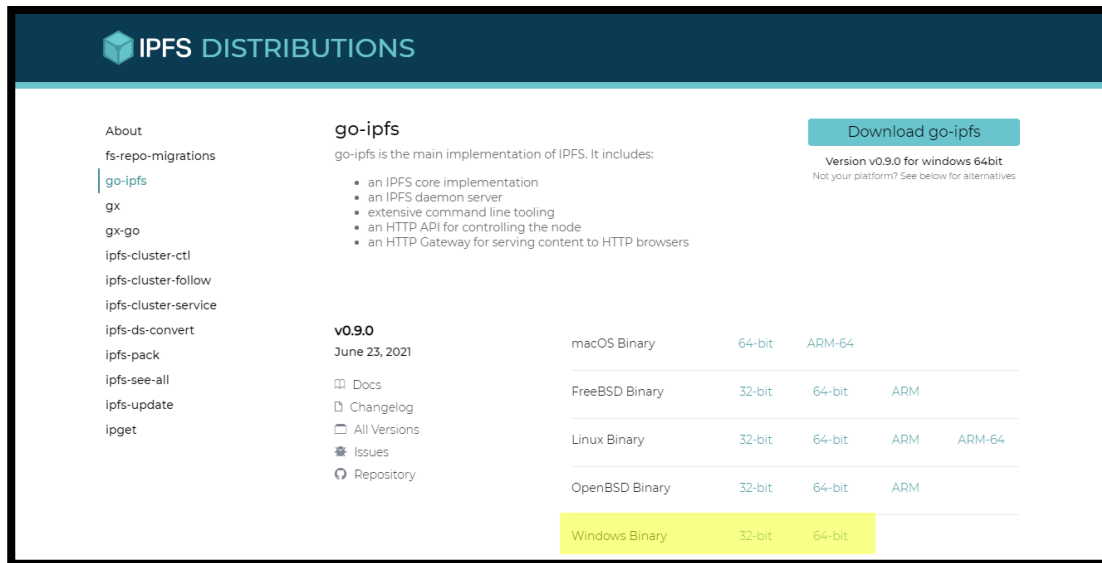 IPFS DISTRIBUTIONS
About
fs-repo-migrations
go-ipfs
gx
gx-go
ipfs-cluster-ctl
ipfs-cluster-follow
ipfs-cluster-service
ipfs-ds-convert
ipfs-pack
ipfs-see-all
ipfs-update
ipget
go-ipfs
go-ipfs is the main implementation of IPFS. It includes:
• an IPFS core implementation
• an IPFS daemon server
• extensive command line tooling
• an HTTP API for controlling the node
• an HTTP Gateway for serving content to HTTP browsers
Download go-ipfs
Version v0.9.0 for windows 64bit
Not your platform? See below for alternatives
v0.9.0
June 23, 2021
Docs
Changelog
All Versions
Issues
Repository
macOS Binary 64-bit ARM-64
FreeBSD Binary 32-bit 64-bit ARM
Linux Binary 32-bit 64-bit ARM ARM-64
OpenBSD Binary 32-bit 64-bit ARM
Windows Binary 32-bit 64-bit